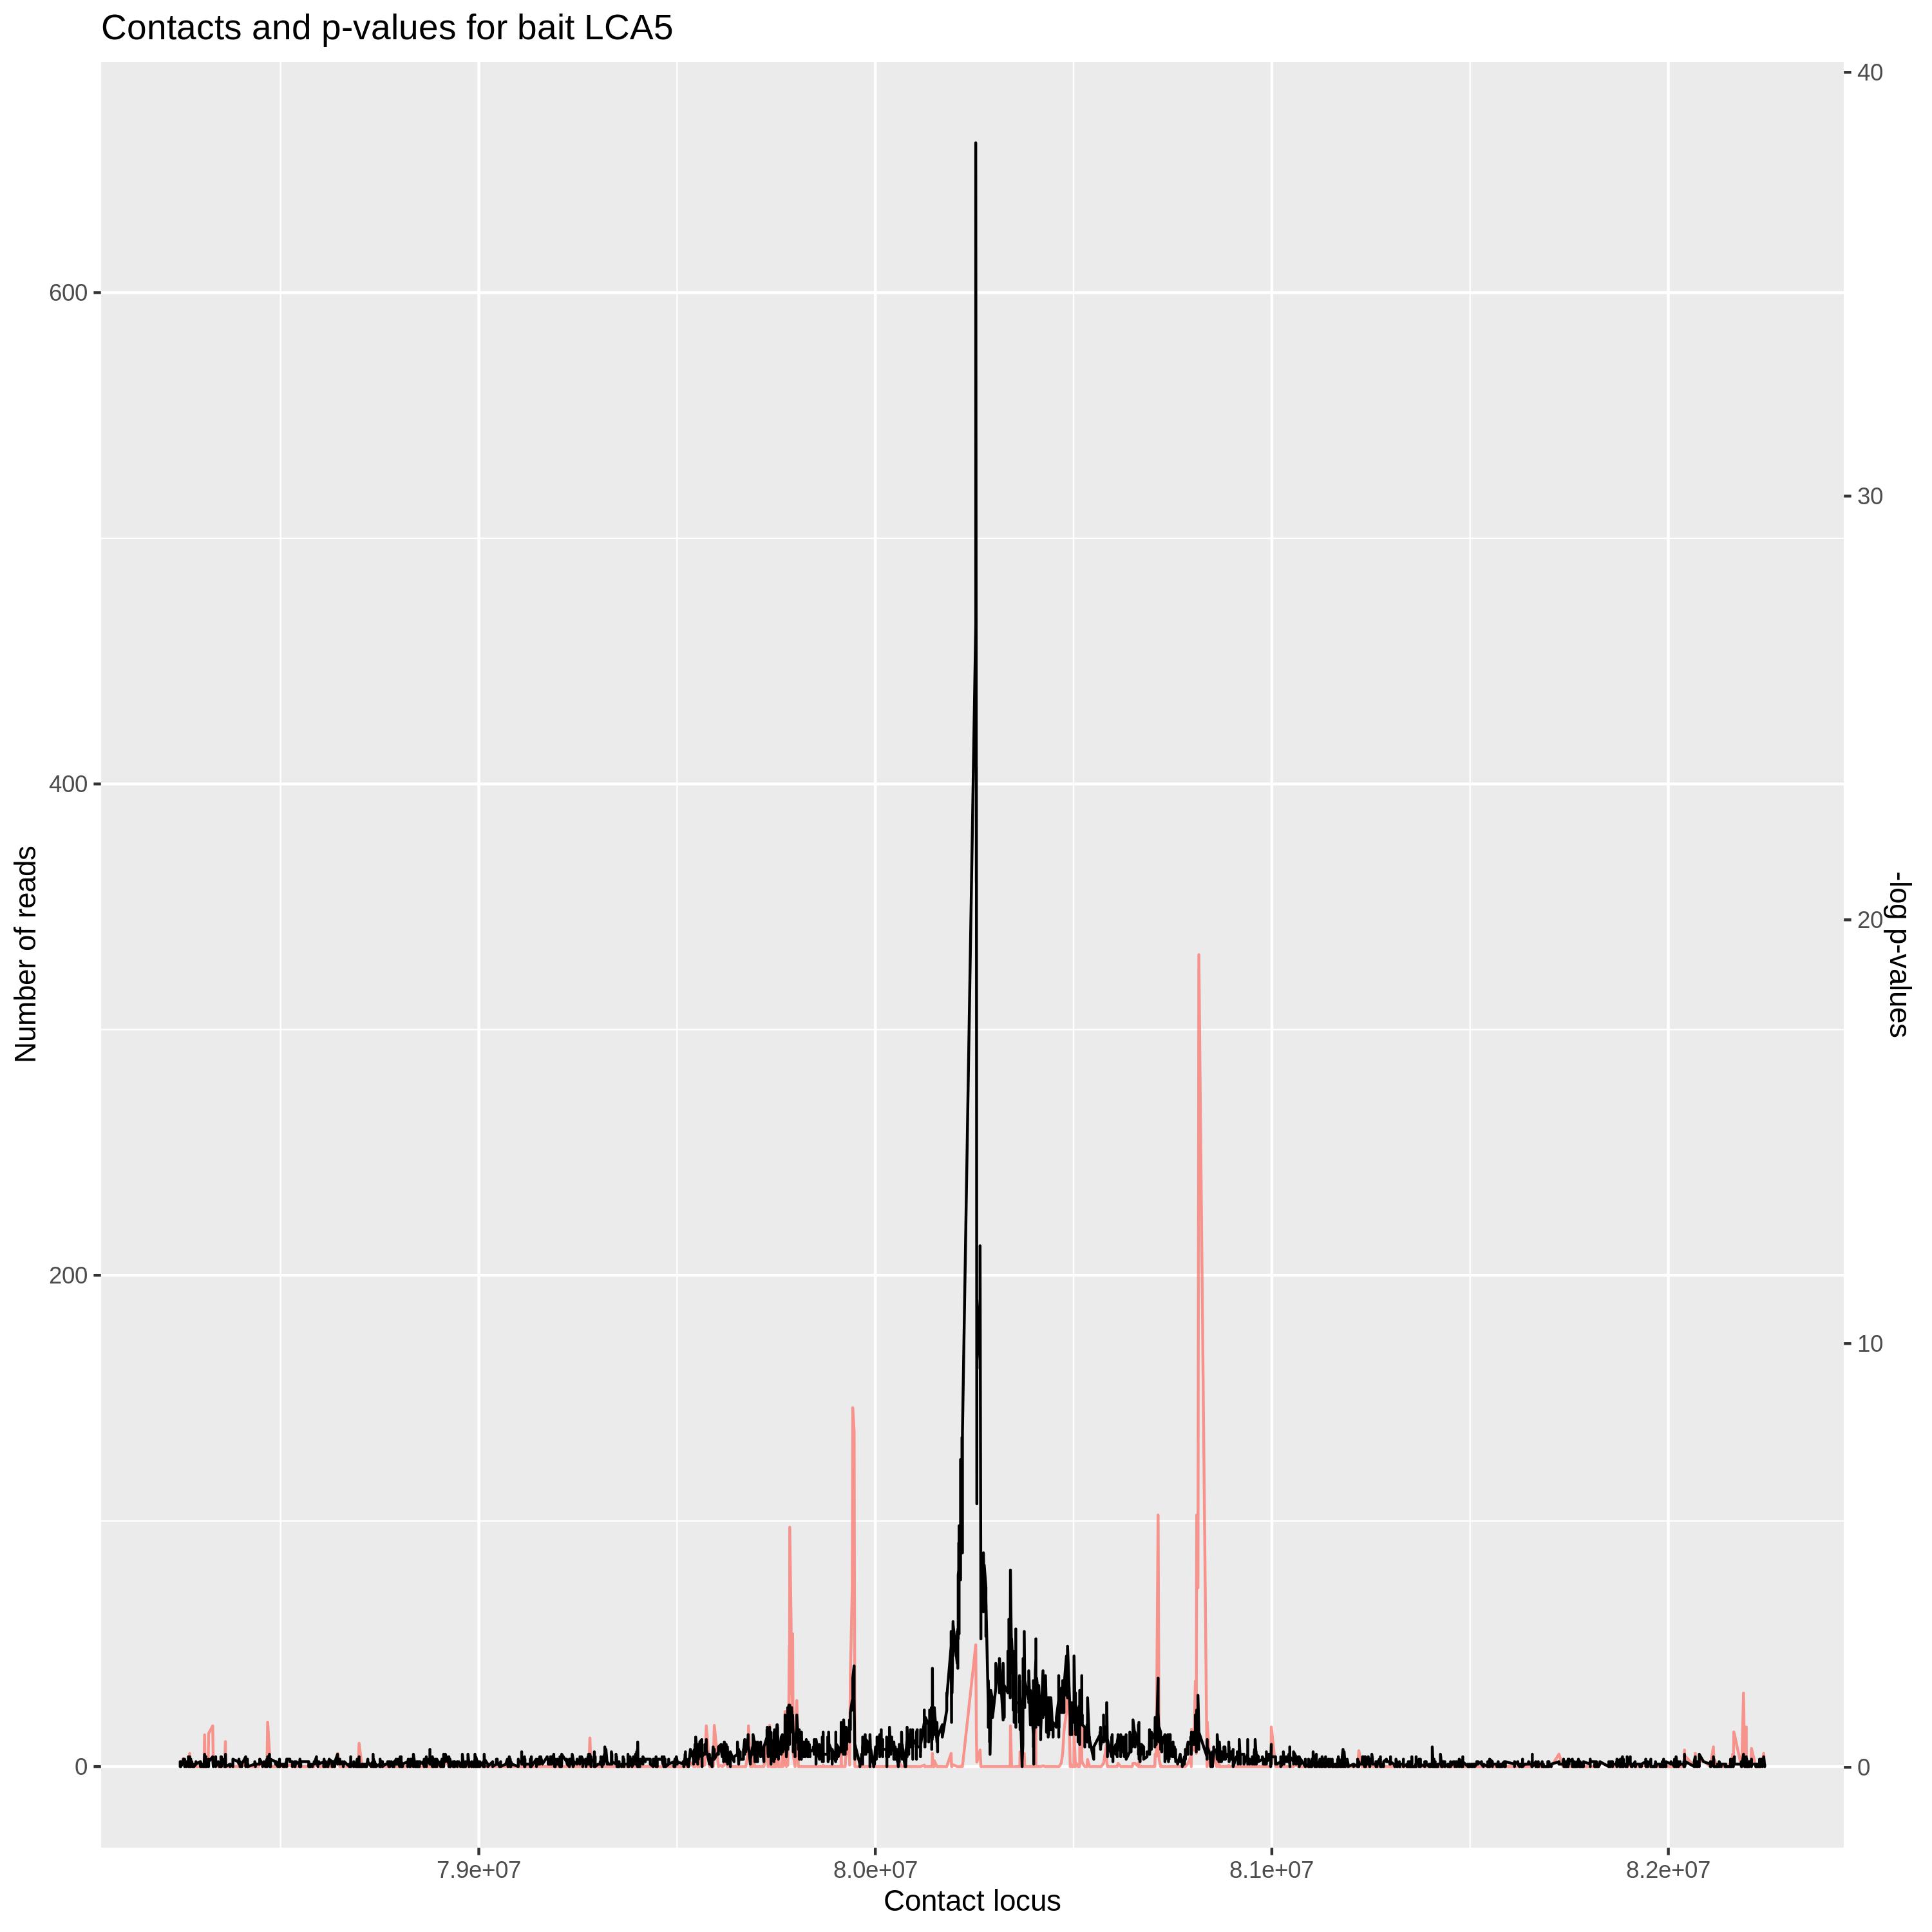 Contacts and p-values for bait LCA5
40
600
30
400
20
200
10
0
0
Number of reads
-log p-values
7.9e+07
8.0e+07
8.1e+07
8.2e+07
Contact locus